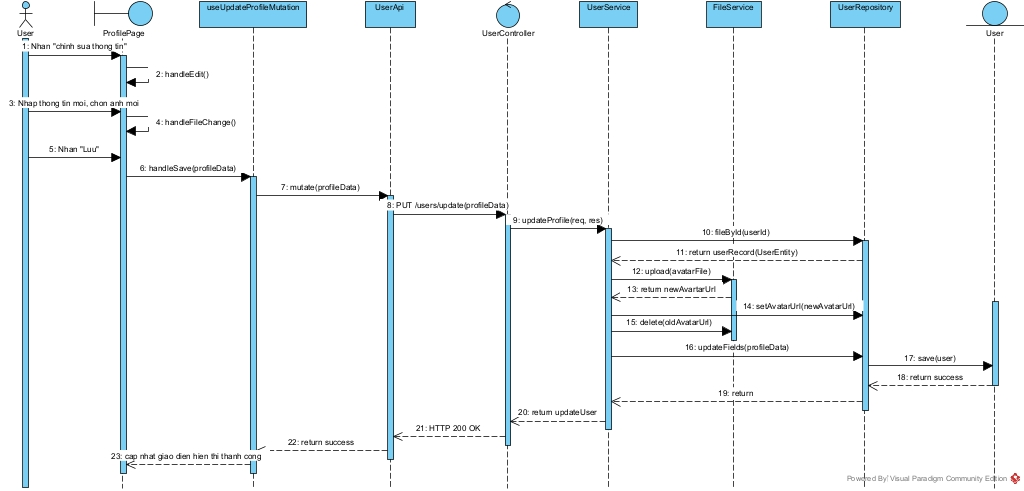 User
ProfilePage
useUpdateProfileMutation
UserApi
UserController
UserService
FileService
UserRepository
User
1: Nhan "chinh sua thong tin"
2: handleEdit()
3: Nhap thong tin moi, chon anh moi
4: handleFileChange()
5: Nhan "Luu"
6: handleSave(profileData)
7: mutate(profileData)
8: PUT /users/update(profileData)
9: updateProfile(req, res)
10: fileById(userId)
11: return userRecord(UserEntity)
12: upload(avatarFile)
13: return newAvartarUrl
14: setAvatarUrl(newAvatarUrl)
15: delete(oldAvatarUrl)
16: updateFields(profileData)
17: save(user)
18: return success
19: return
20: return updateUser
21: HTTP 200 OK
22: return success
23: cap nhat giao dien hien thi thanh cong
Powered By Visual Paradigm Community Edition